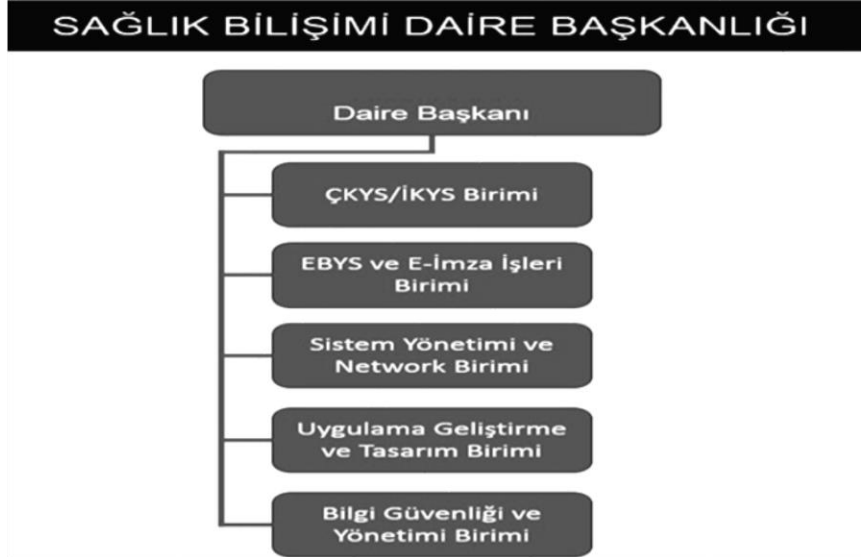 SAĞLIK BİLİŞİMİ DAİRE BAŞKANLIĞI
Daire Başkanı
ÇKYS/İKYS Birimi
EBYS ve E-İmza İşleri
Birimi
Sistem Yönetimi ve
Network Birimi
Uygulama Geliştirme
ve Tasarım Birimi
Bilgi Güvenliği ve
Yönetimi Birimi